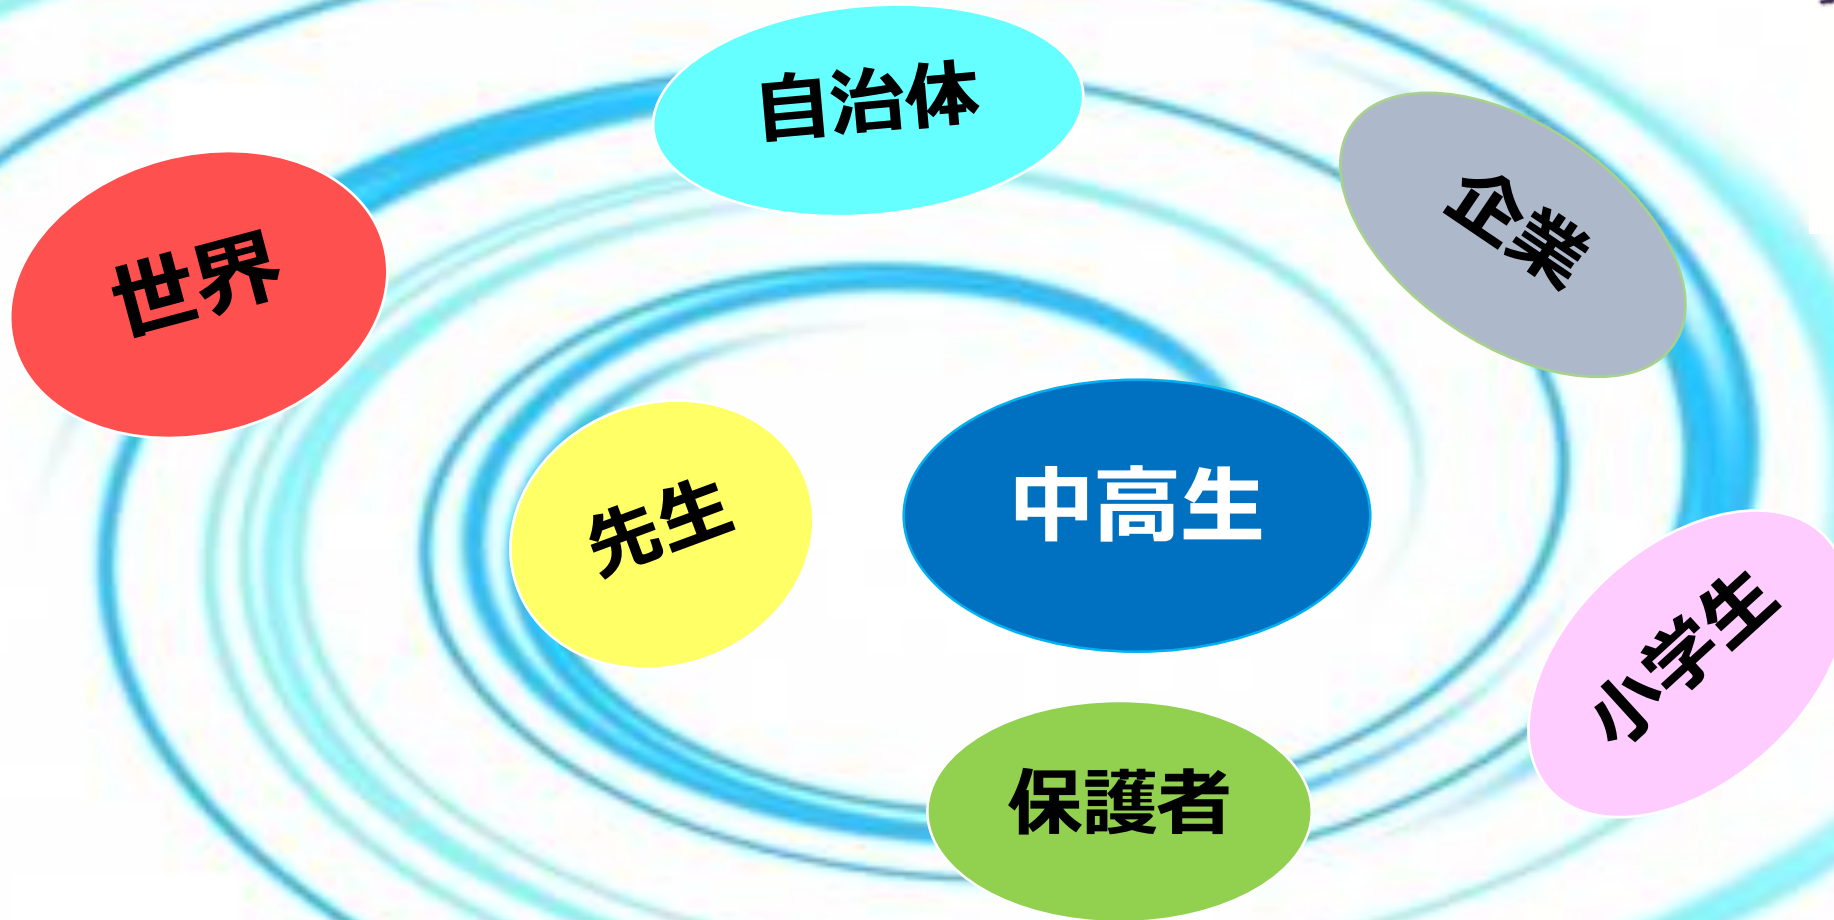 自治体
企業
世界
先生
中高生
小学生
保護者